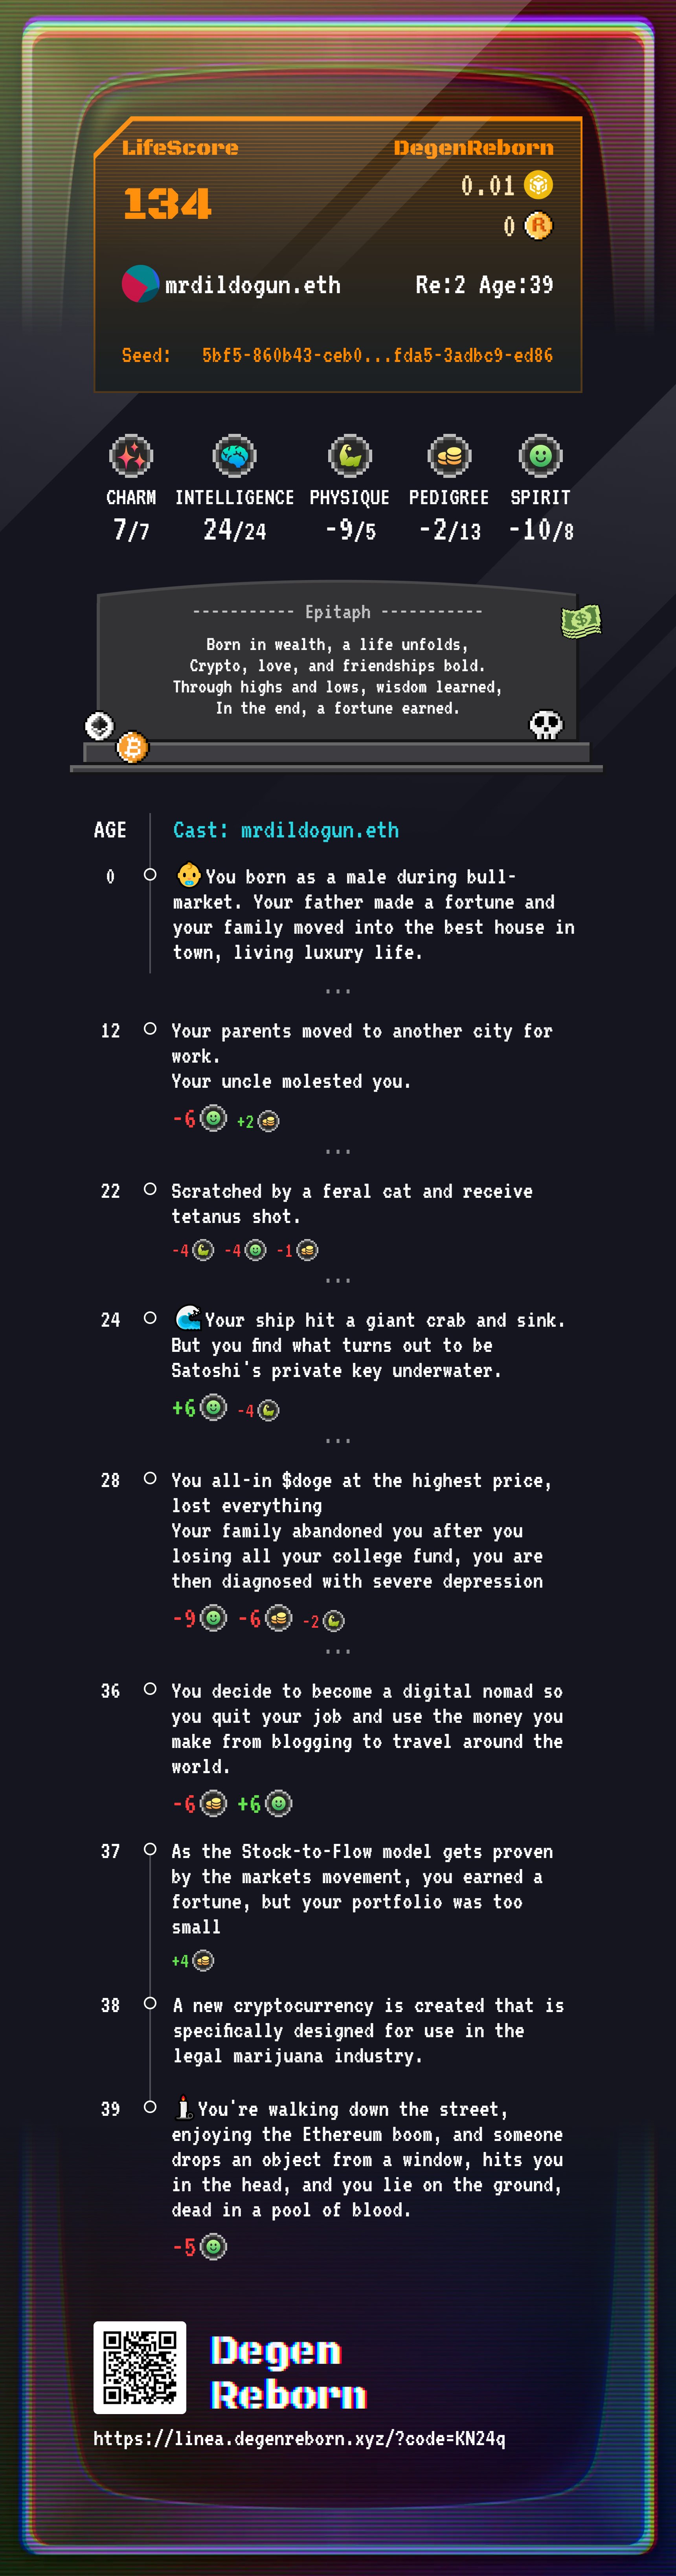 LifeScore DegenReborn
134 0.01
0
mrdildogun.eth Re:2 Age:39
Seed: 5bf5-860b43-ceb0...fda5-3adbc9-ed86
CHARM INTELLIGENCE PHYSIQUE PEDIGREE SPIRIT
7/7 24/24 -9/5 -2/13 -10/8
----------- Epitaph -----------
Born in wealth, a life unfolds,
Crypto, love, and friendships bold.
Through highs and lows, wisdom learned,
In the end, a fortune earned.
AGE Cast: mrdildogun.eth
0 You born as a male during bull-
market. Your father made a fortune and
your family moved into the best house in
town, living luxury life.
...
12 Your parents moved to another city for
work.
Your uncle molested you.
-6 +2
...
22 Scratched by a feral cat and receive
tetanus shot.
-4 -4 -1
...
24 Your ship hit a giant crab and sink.
But you find what turns out to be
Satoshi's private key underwater.
+6 -4
...
28 You all-in $doge at the highest price,
lost everything
Your family abandoned you after you
losing all your college fund, you are
then diagnosed with severe depression
-9 -6 -2
...
36 You decide to become a digital nomad so
you quit your job and use the money you
make from blogging to travel around the
world.
-6 +6
37 As the Stock-to-Flow model gets proven
by the markets movement, you earned a
fortune, but your portfolio was too
small
+4
38 A new cryptocurrency is created that is
specifically designed for use in the
legal marijuana industry.
39 You're walking down the street,
enjoying the Ethereum boom, and someone
drops an object from a window, hits you
in the head, and you lie on the ground,
dead in a pool of blood.
-5
Degen
Reborn
https://linea.degenreborn.xyz/?code=KN24q